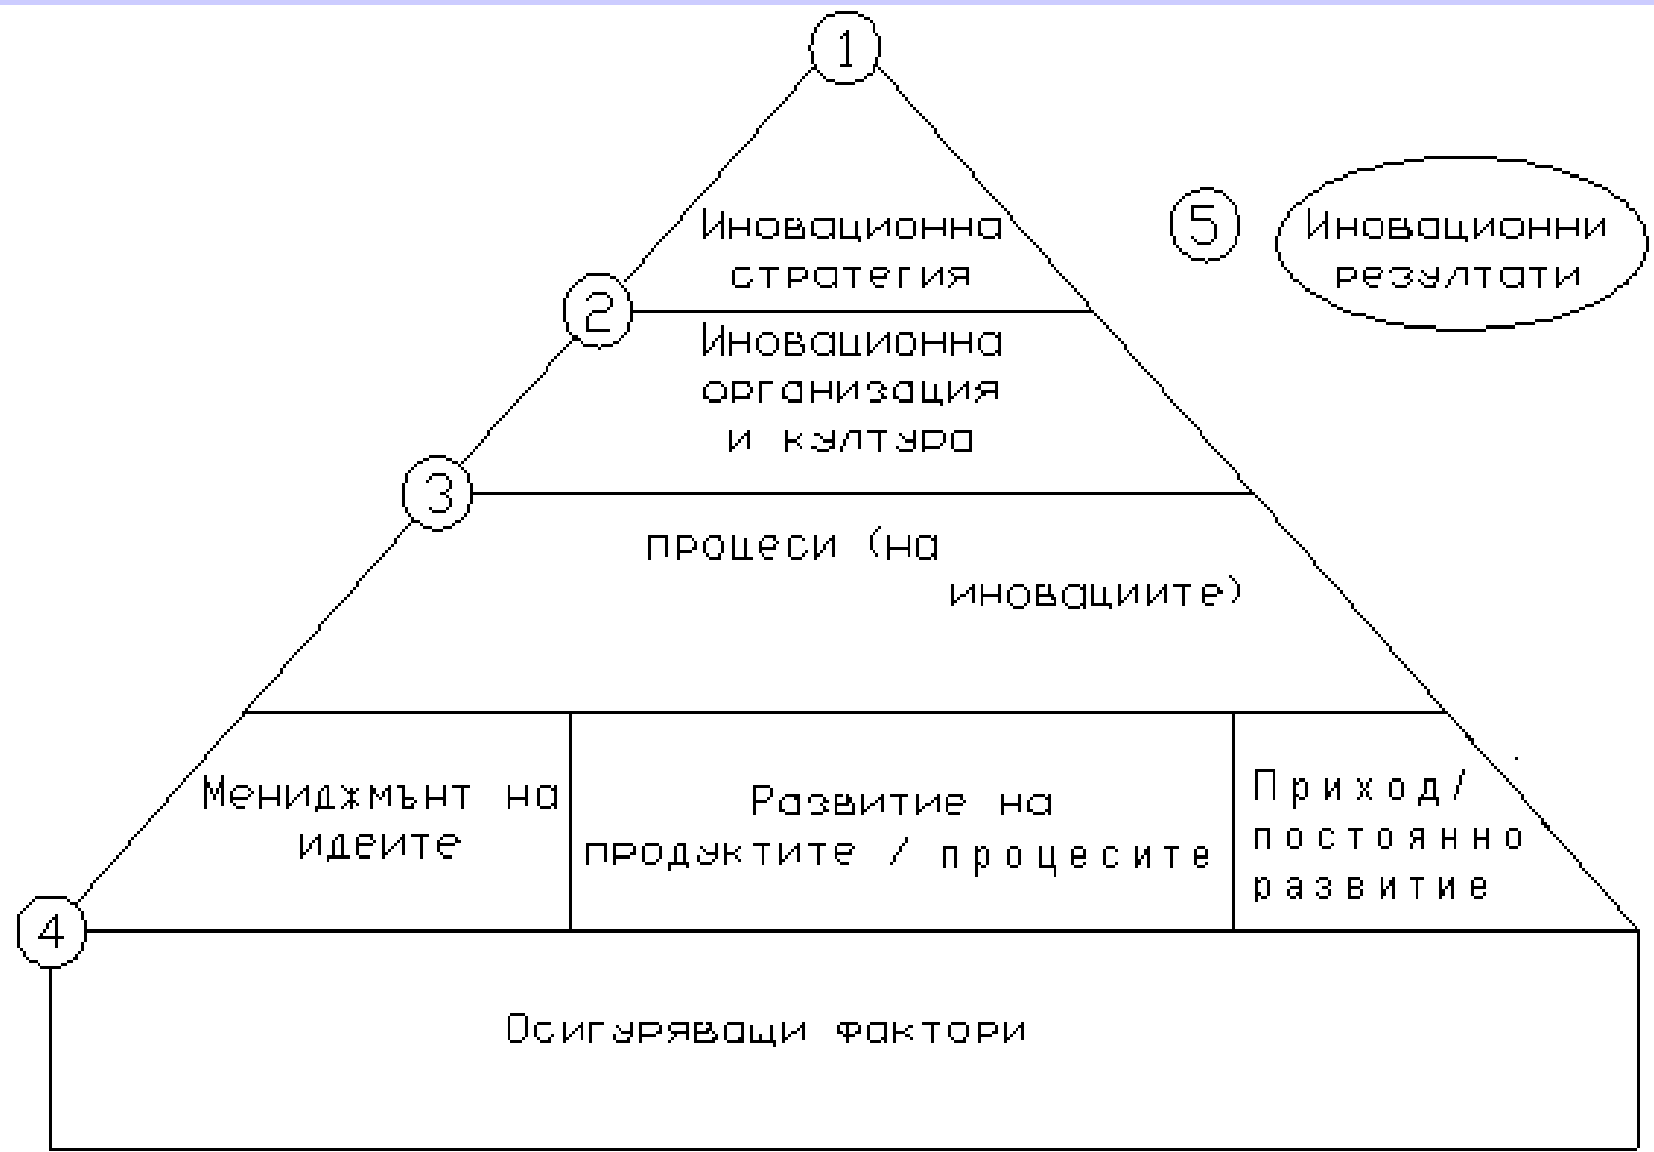 1
Иновационна
стратегия
5
Иновационни
резултати
2
Иновационна
организация
и култура
3
процеси (на
иновациите)
Мениджмънт на
идеите
Развитие на
продуктите / процесите
Приход/
постоянно
развитие
4
Осигуряващи фактори